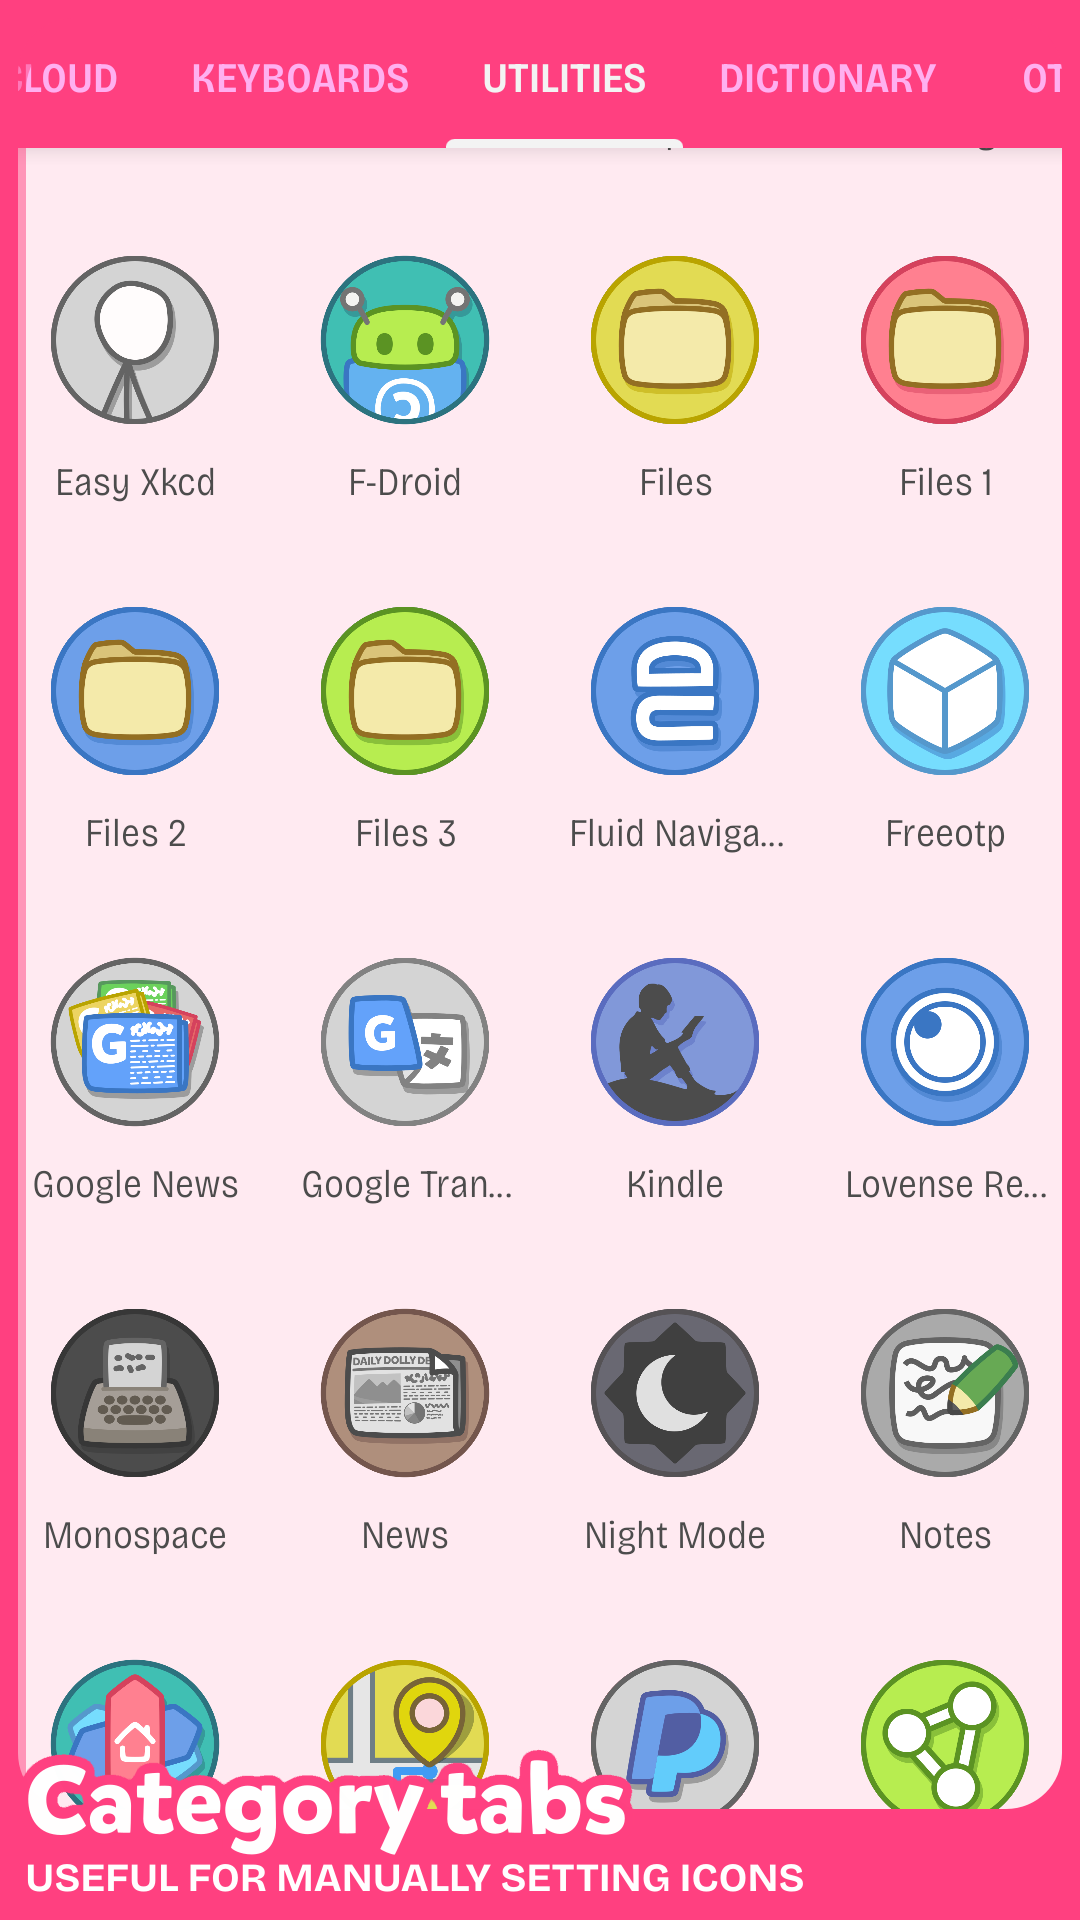 LOUD KEYBOARDS UTILITIES DICTIONARY OT
Easy Xkcd F-Droid Files Files 1
Files 2 Files 3 Fluid Naviga... Freeotp
G G 文
Google News Google Tran... Kindle Lovense Re...
DAILY DOLLY DE
Monospace News Night Mode Notes
P
Category tabs
USEFUL FOR MANUALLY SETTING ICONS